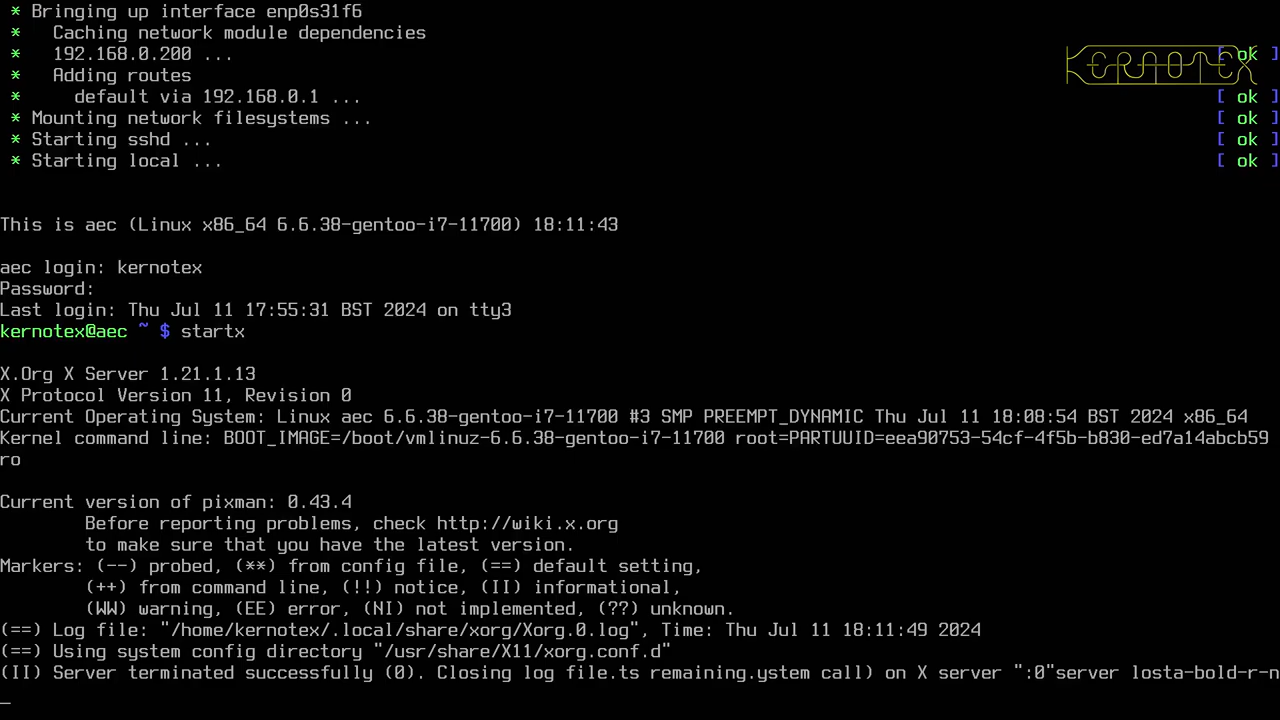 * Bringing up interface enp0s31f6
*   Caching network module dependencies
*   192.168.0.200 ... [ ok ]
*   Adding routes
*     default via 192.168.0.1 ... [ ok ]
* Mounting network filesystems ... [ ok ]
* Starting sshd ... [ ok ]
* Starting local ... [ ok ]
KERNOTEX
This is aec (Linux x86_64 6.6.38-gentoo-i7-11700) 18:11:43
aec login: kernotex
Password:
Last login: Thu Jul 11 17:55:31 BST 2024 on tty3
kernotex@aec ~ $ startx
X.Org X Server 1.21.1.13
X Protocol Version 11, Revision 0
Current Operating System: Linux aec 6.6.38-gentoo-i7-11700 #3 SMP PREEMPT_DYNAMIC Thu Jul 11 18:08:54 BST 2024 x86_64
Kernel command line: BOOT_IMAGE=/boot/vmlinuz-6.6.38-gentoo-i7-11700 root=PARTUUID=eea90753-54cf-4f5b-b830-ed7a14abcb59
ro
Current version of pixman: 0.43.4
Before reporting problems, check http://wiki.x.org
to make sure that you have the latest version.
Markers: (--) probed, (**) from config file, (==) default setting,
(++) from command line, (!!) notice, (II) informational,
(WW) warning, (EE) error, (NI) not implemented, (??) unknown.
(==) Log file: "/home/kernotex/.local/share/xorg/Xorg.0.log", Time: Thu Jul 11 18:11:49 2024
(==) Using system config directory "/usr/share/X11/xorg.conf.d"
(II) Server terminated successfully (0). Closing log file.ts remaining.ystem call) on X server ":0"server losta-bold-r-n
_